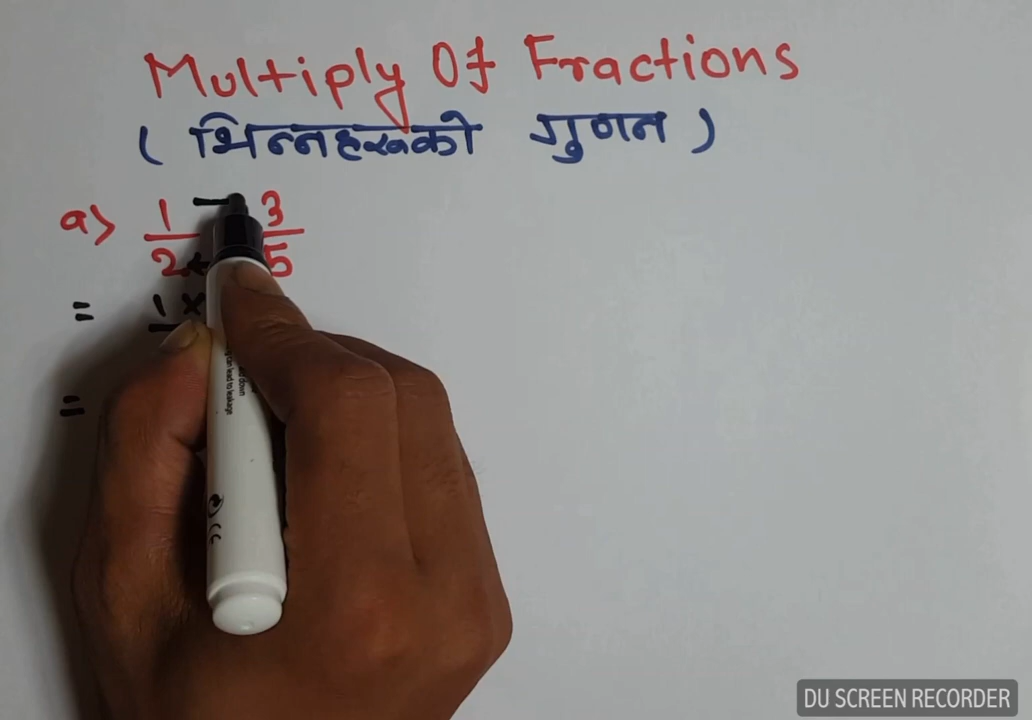 Multiply Of Fractions
(भिन्नहरूको गुणन)
a) 1/2 3/5
= 1 ×
=
DU SCREEN RECORDER